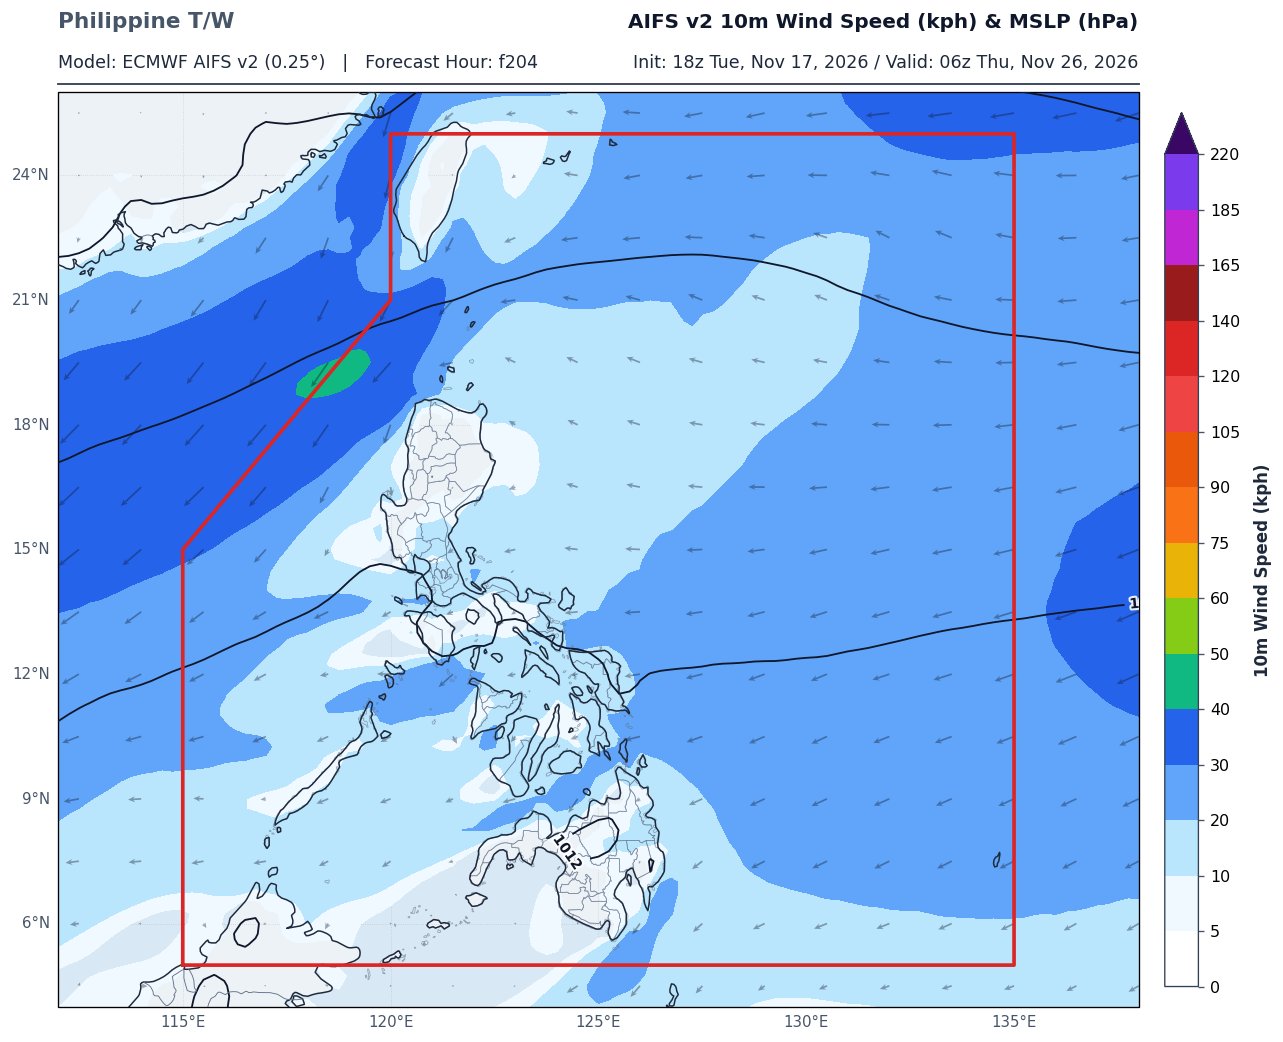 Philippine T/W
AIFS v2 10m Wind Speed (kph) & MSLP (hPa)
Model: ECMWF AIFS v2 (0.25°) | Forecast Hour: f204
Init: 18z Tue, Nov 17, 2026 / Valid: 06z Thu, Nov 26, 2026
24°N
21°N
18°N
15°N
12°N
9°N
6°N
115°E
120°E
125°E
130°E
135°E
1012
1
220
185
165
140
120
105
90
75
60
50
40
30
20
10
5
0
10m Wind Speed (kph)